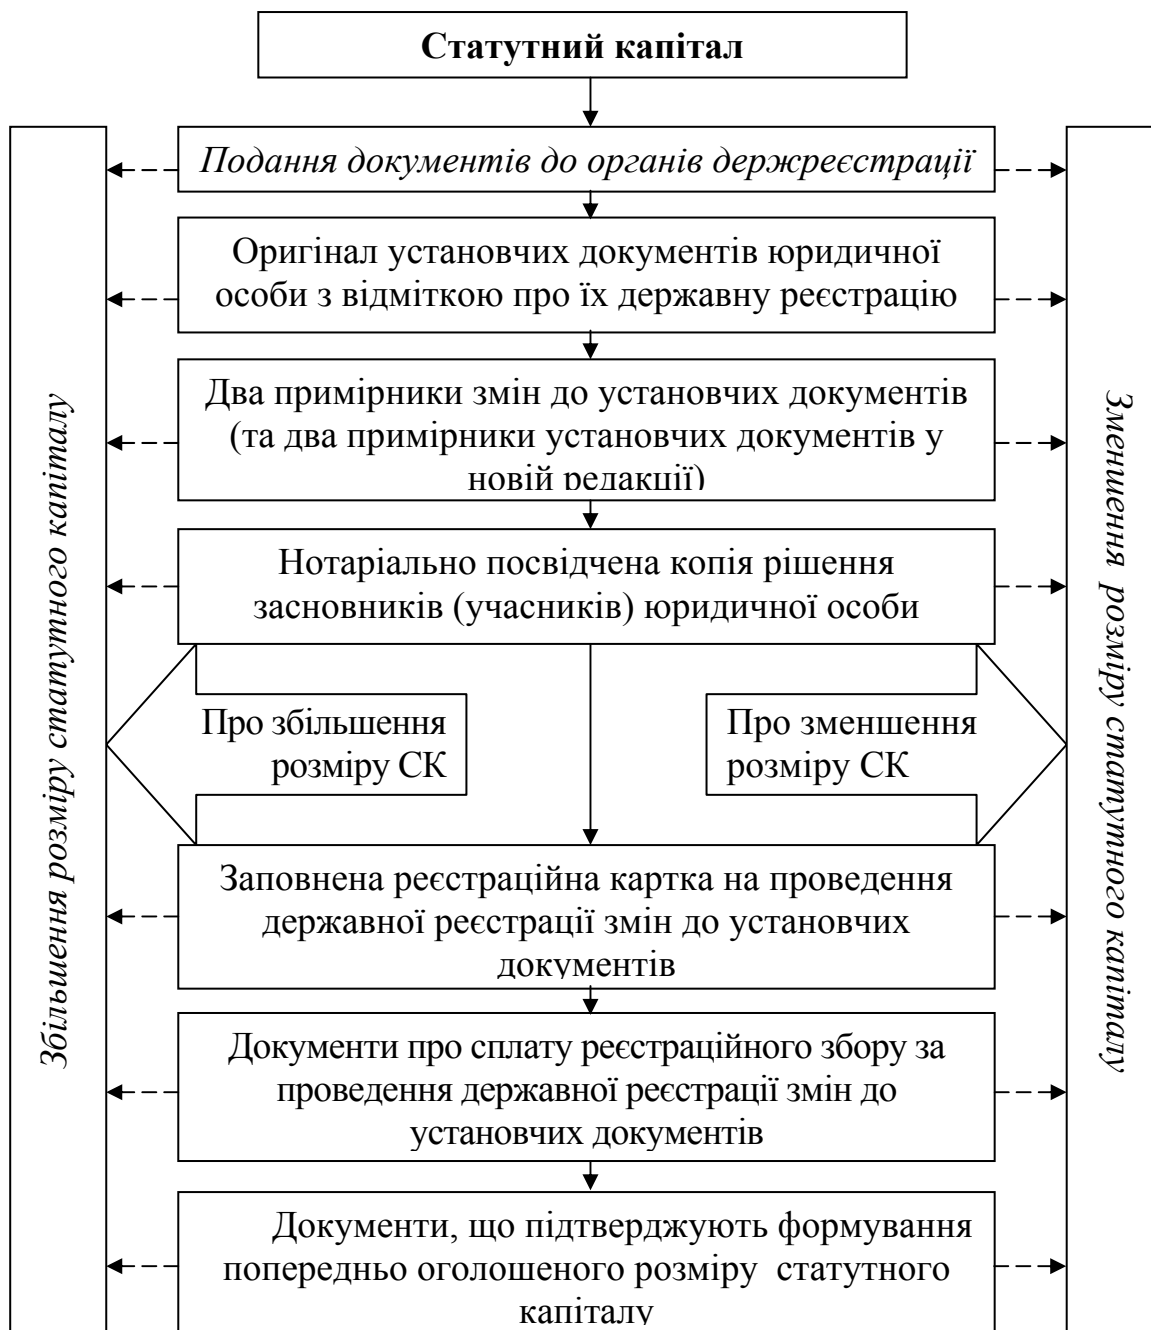 Статутний капітал
Подання документів до органів держреєстрації
Оригінал установчих документів юридичної
особи з відміткою про їх державну реєстрацію
Два примірники змін до установчих документів
(та два примірники установчих документів у
новій редакції)
Нотаріально посвідчена копія рішення
засновників (учасників) юридичної особи
Про збільшення
розміру СК
Про зменшення
розміру СК
Заповнена реєстраційна картка на проведення
державної реєстрації змін до установчих
документів
Документи про сплату реєстраційного збору за
проведення державної реєстрації змін до
установчих документів
Документи, що підтверджують формування
попередньо оголошеного розміру статутного
капіталу
Збільшення розміру статутного капіталу
Зменшення розміру статутного капіталу